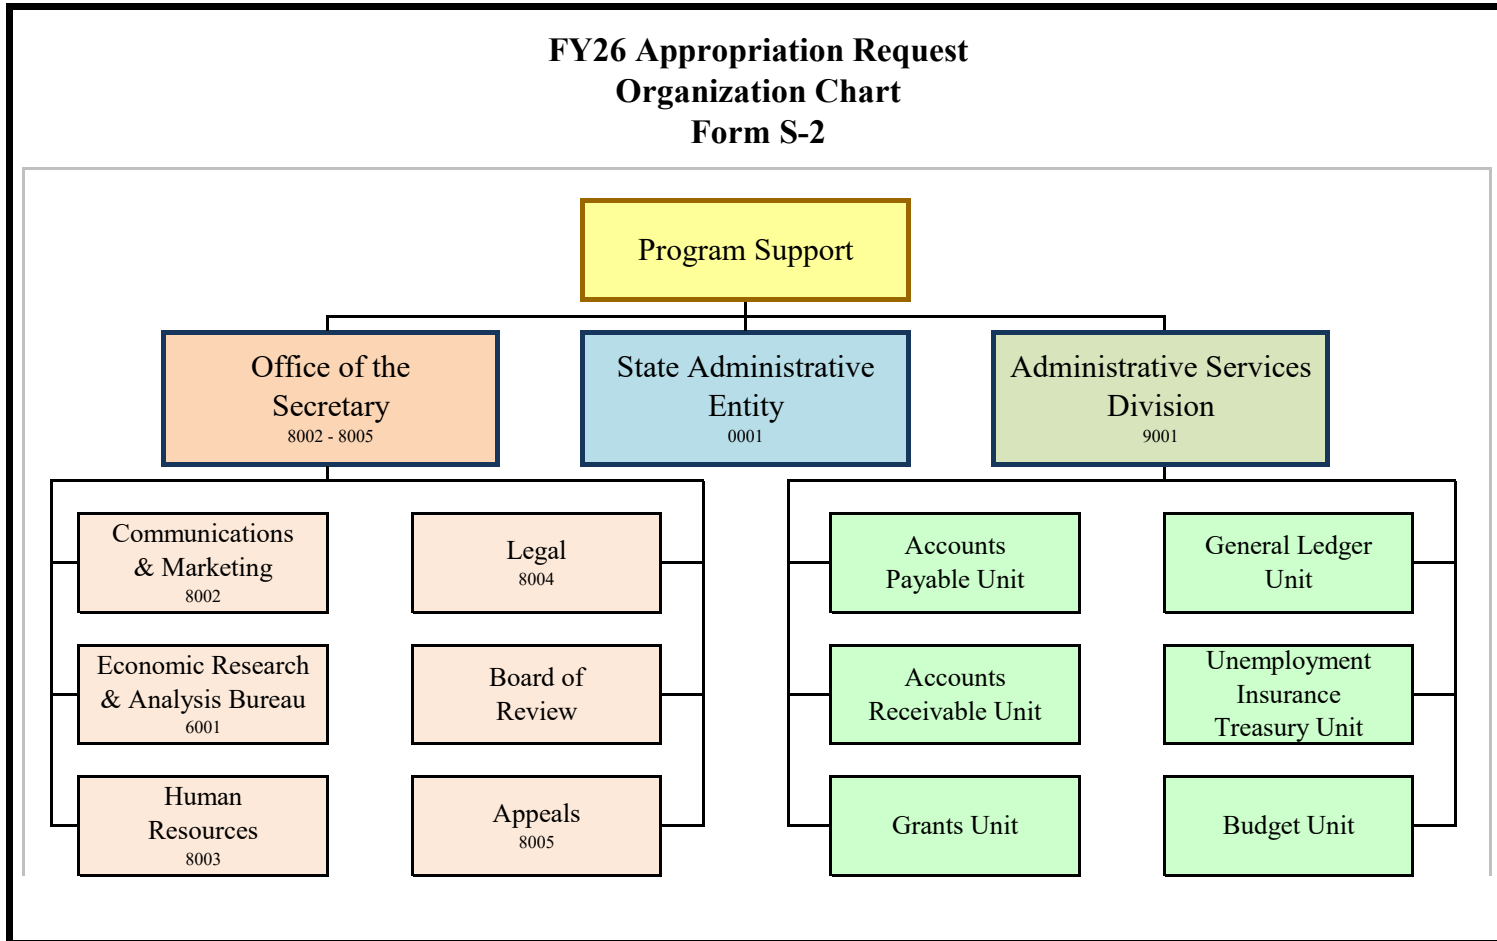 FY26 Appropriation Request
Organization Chart
Form S-2
Program Support
Office of the
Secretary
8002 - 8005
State Administrative
Entity
0001
Administrative Services
Division
9001
Communications
& Marketing
8002
Legal
8004
Accounts
Payable Unit
General Ledger
Unit
Economic Research
& Analysis Bureau
6001
Board of
Review
Accounts
Receivable Unit
Unemployment
Insurance
Treasury Unit
Human
Resources
8003
Appeals
8005
Grants Unit
Budget Unit